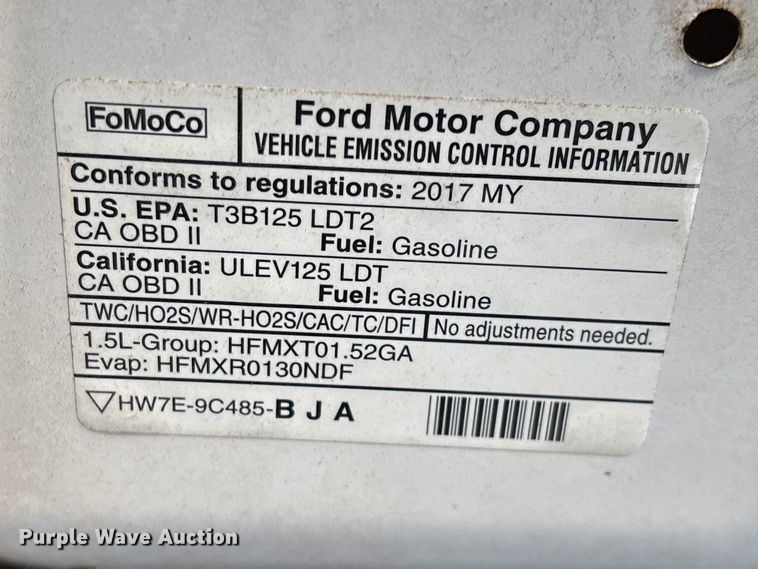 FoMoCo
Ford Motor Company
VEHICLE EMISSION CONTROL INFORMATION
Conforms to regulations: 2017 MY
U.S. EPA: T3B125 LDT2
CA OBD II Fuel: Gasoline
California: ULEV125 LDT
CA OBD II Fuel: Gasoline
TWC/HO2S/WR-HO2S/CAC/TC/DFI No adjustments needed.
1.5L-Group: HFMXT01.52GA
Evap: HFMXR0130NDF
HW7E-9C485-B J A
Purple Wave Auction